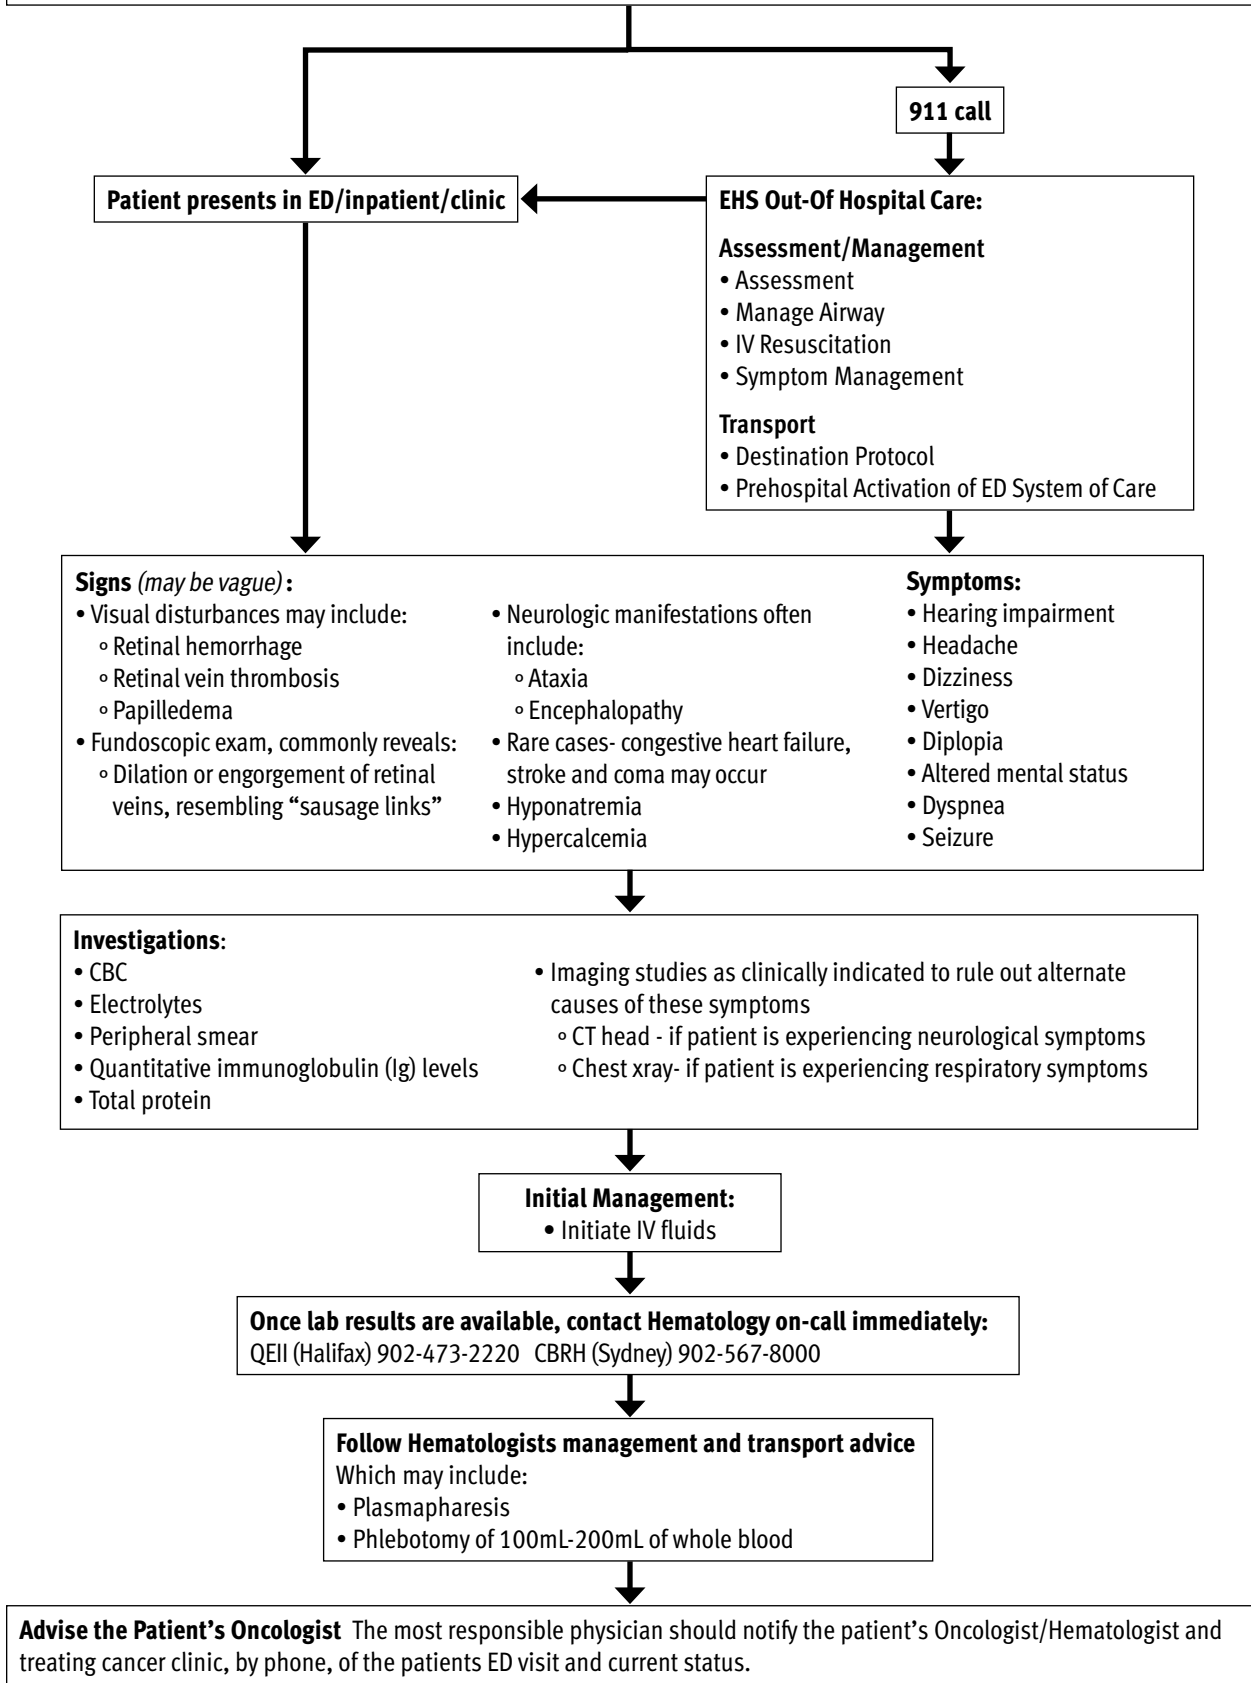 911 call
Patient presents in ED/inpatient/clinic
EHS Out-Of Hospital Care:
Assessment/Management
• Assessment
• Manage Airway
• IV Resuscitation
• Symptom Management
Transport
• Destination Protocol
• Prehospital Activation of ED System of Care
Signs (may be vague) :
• Visual disturbances may include:
° Retinal hemorrhage
° Retinal vein thrombosis
° Papilledema
• Fundoscopic exam, commonly reveals:
° Dilation or engorgement of retinal
veins, resembling “sausage links”
• Neurologic manifestations often
include:
° Ataxia
° Encephalopathy
• Rare cases- congestive heart failure,
stroke and coma may occur
• Hyponatremia
• Hypercalcemia
Symptoms:
• Hearing impairment
• Headache
• Dizziness
• Vertigo
• Diplopia
• Altered mental status
• Dyspnea
• Seizure
Investigations:
• CBC
• Electrolytes
• Peripheral smear
• Quantitative immunoglobulin (Ig) levels
• Total protein
• Imaging studies as clinically indicated to rule out alternate
causes of these symptoms
° CT head - if patient is experiencing neurological symptoms
° Chest xray- if patient is experiencing respiratory symptoms
Initial Management:
• Initiate IV fluids
Once lab results are available, contact Hematology on-call immediately:
QEII (Halifax) 902-473-2220 CBRH (Sydney) 902-567-8000
Follow Hematologists management and transport advice
Which may include:
• Plasmapharesis
• Phlebotomy of 100mL-200mL of whole blood
Advise the Patient’s Oncologist The most responsible physician should notify the patient’s Oncologist/Hematologist and
treating cancer clinic, by phone, of the patients ED visit and current status.